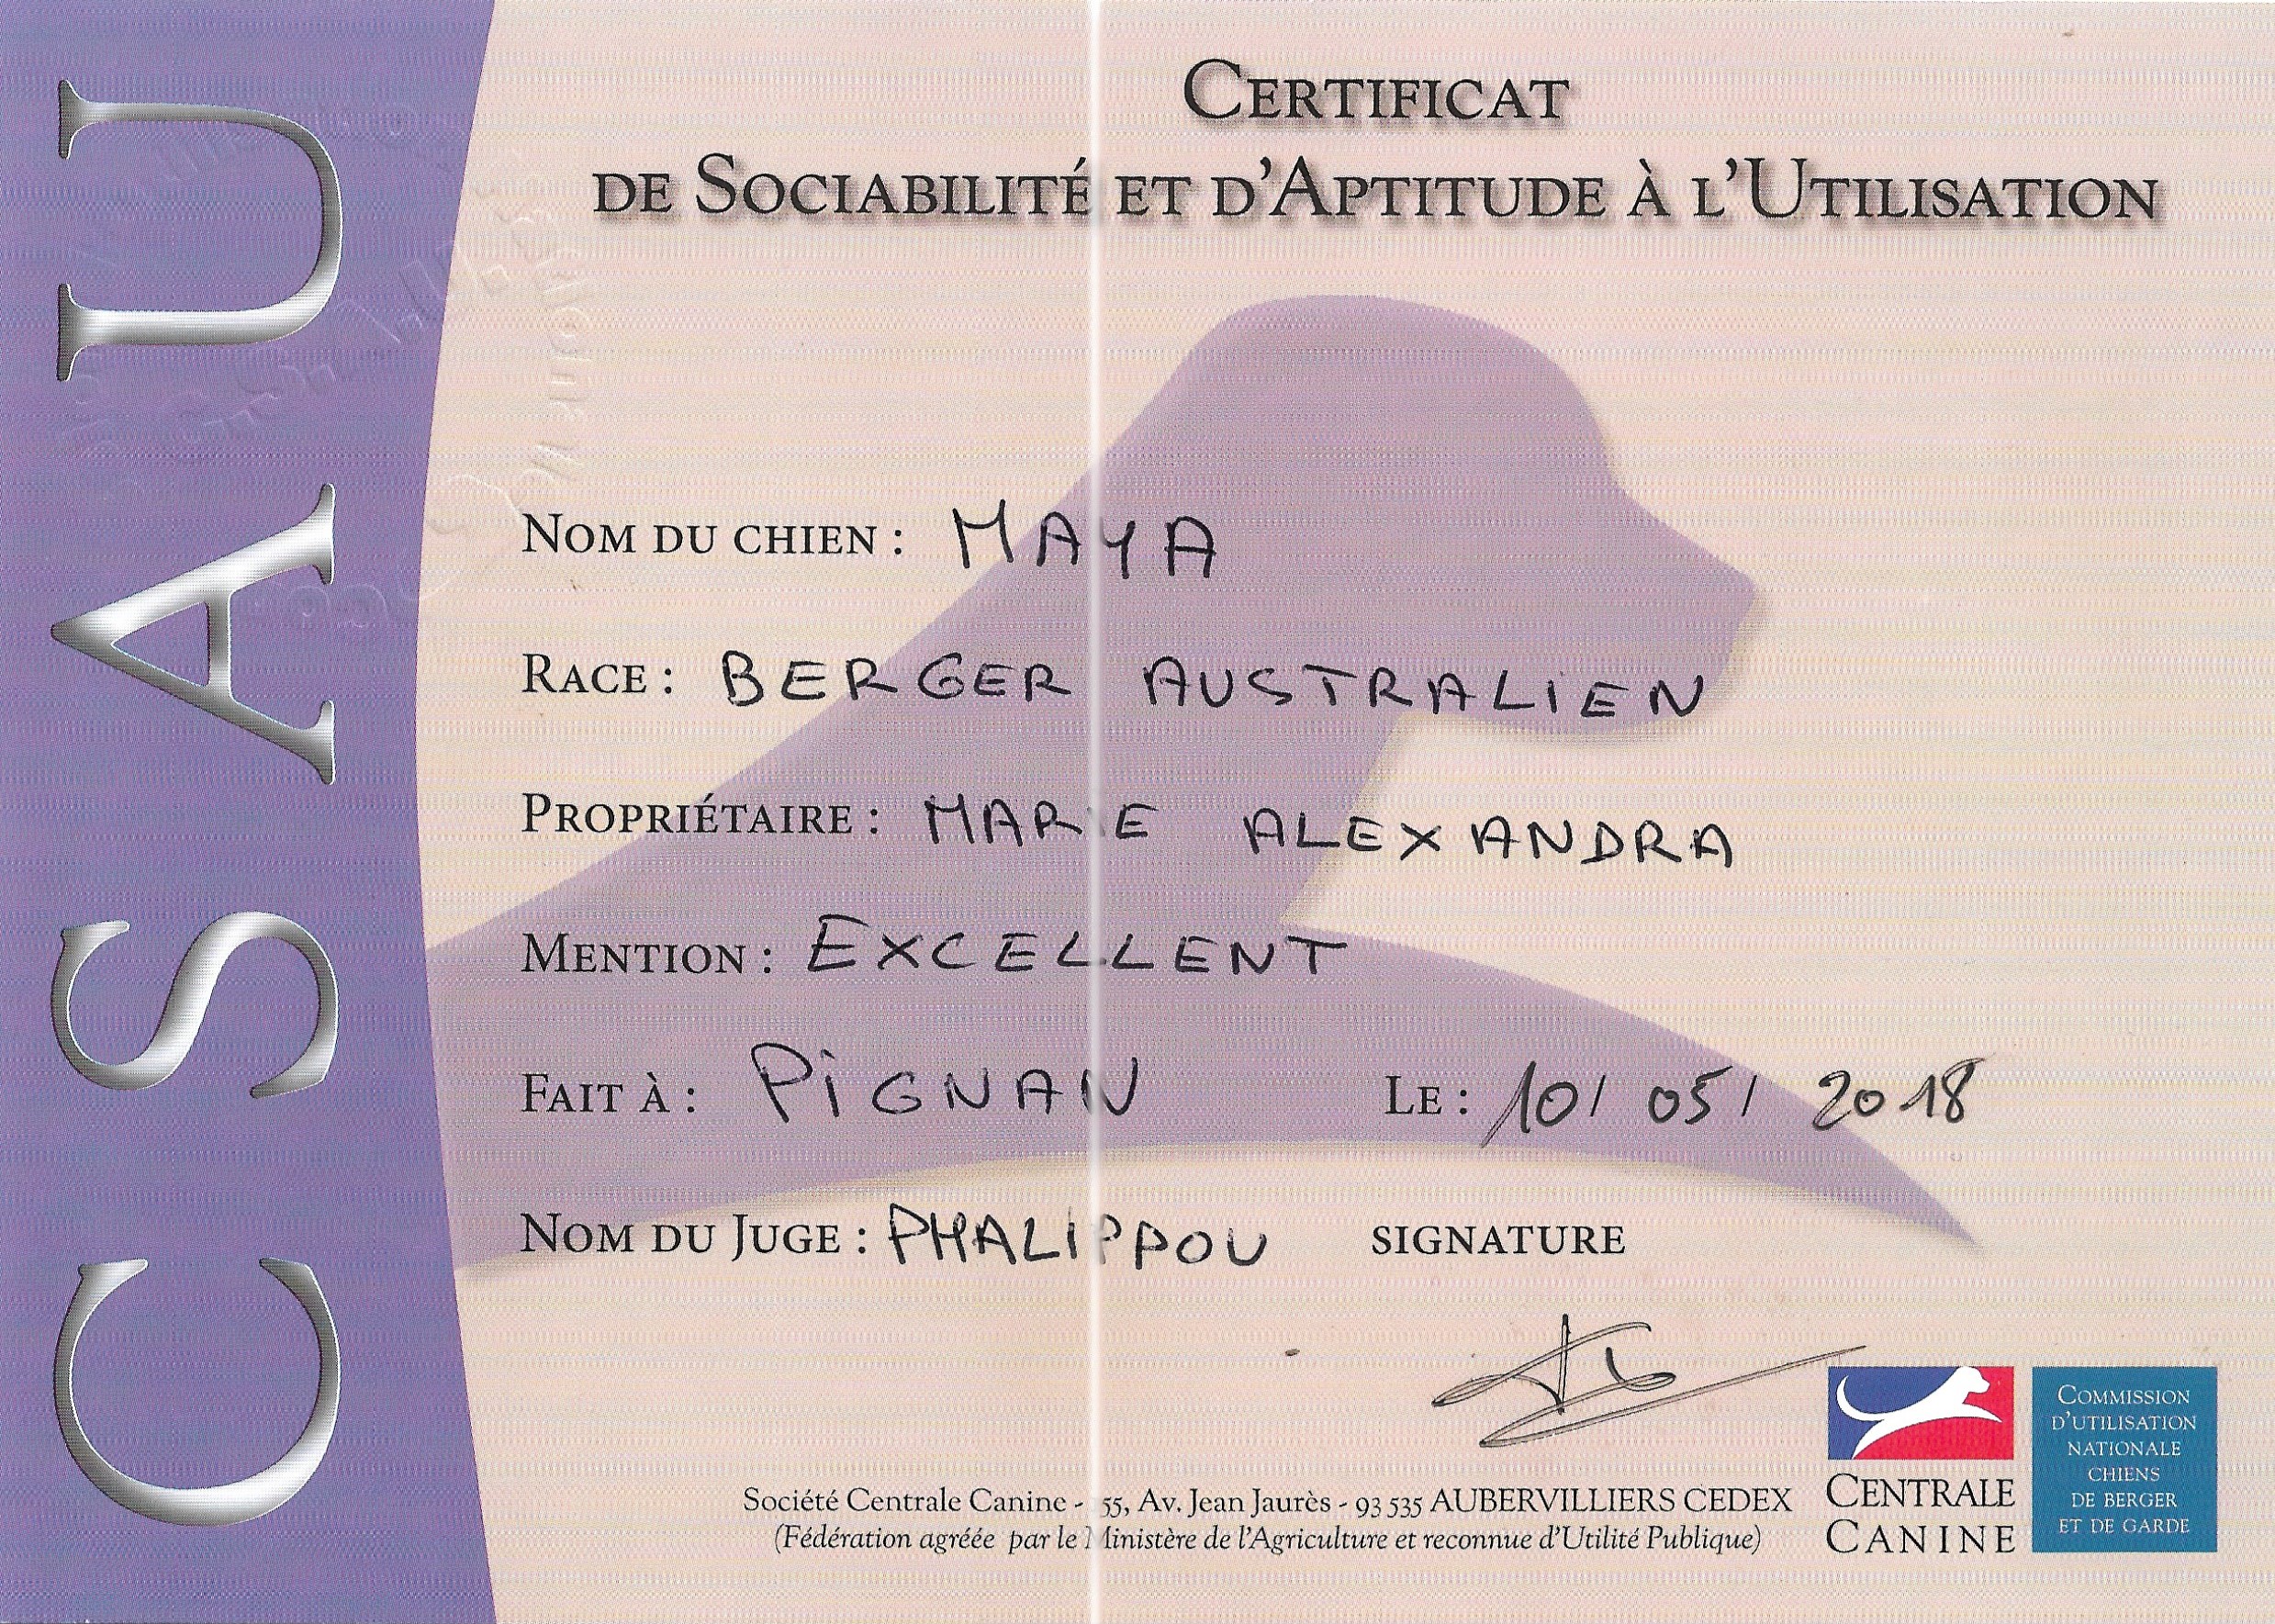 CSAU
CERTIFICAT
DE SOCIABILITÉ ET D'APTITUDE À L'UTILISATION
NOM DU CHIEN : MAYA
RACE : BERGER AUSTRALIEN
PROPRIÉTAIRE : MARIE ALEXANDRA
MENTION : EXCELLENT
FAIT À : PIGNAN LE : 10/ 05/ 2018
NOM DU JUGE : PHALIPPOU SIGNATURE
Société Centrale Canine - 55, Av. Jean Jaurès - 93 535 AUBERVILLIERS CEDEX
(Fédération agréée par le Ministère de l'Agriculture et reconnue d'Utilité Publique)
CENTRALE
CANINE
COMMISSION
D'UTILISATION
NATIONALE
CHIENS
DE BERGER
ET DE GARDE